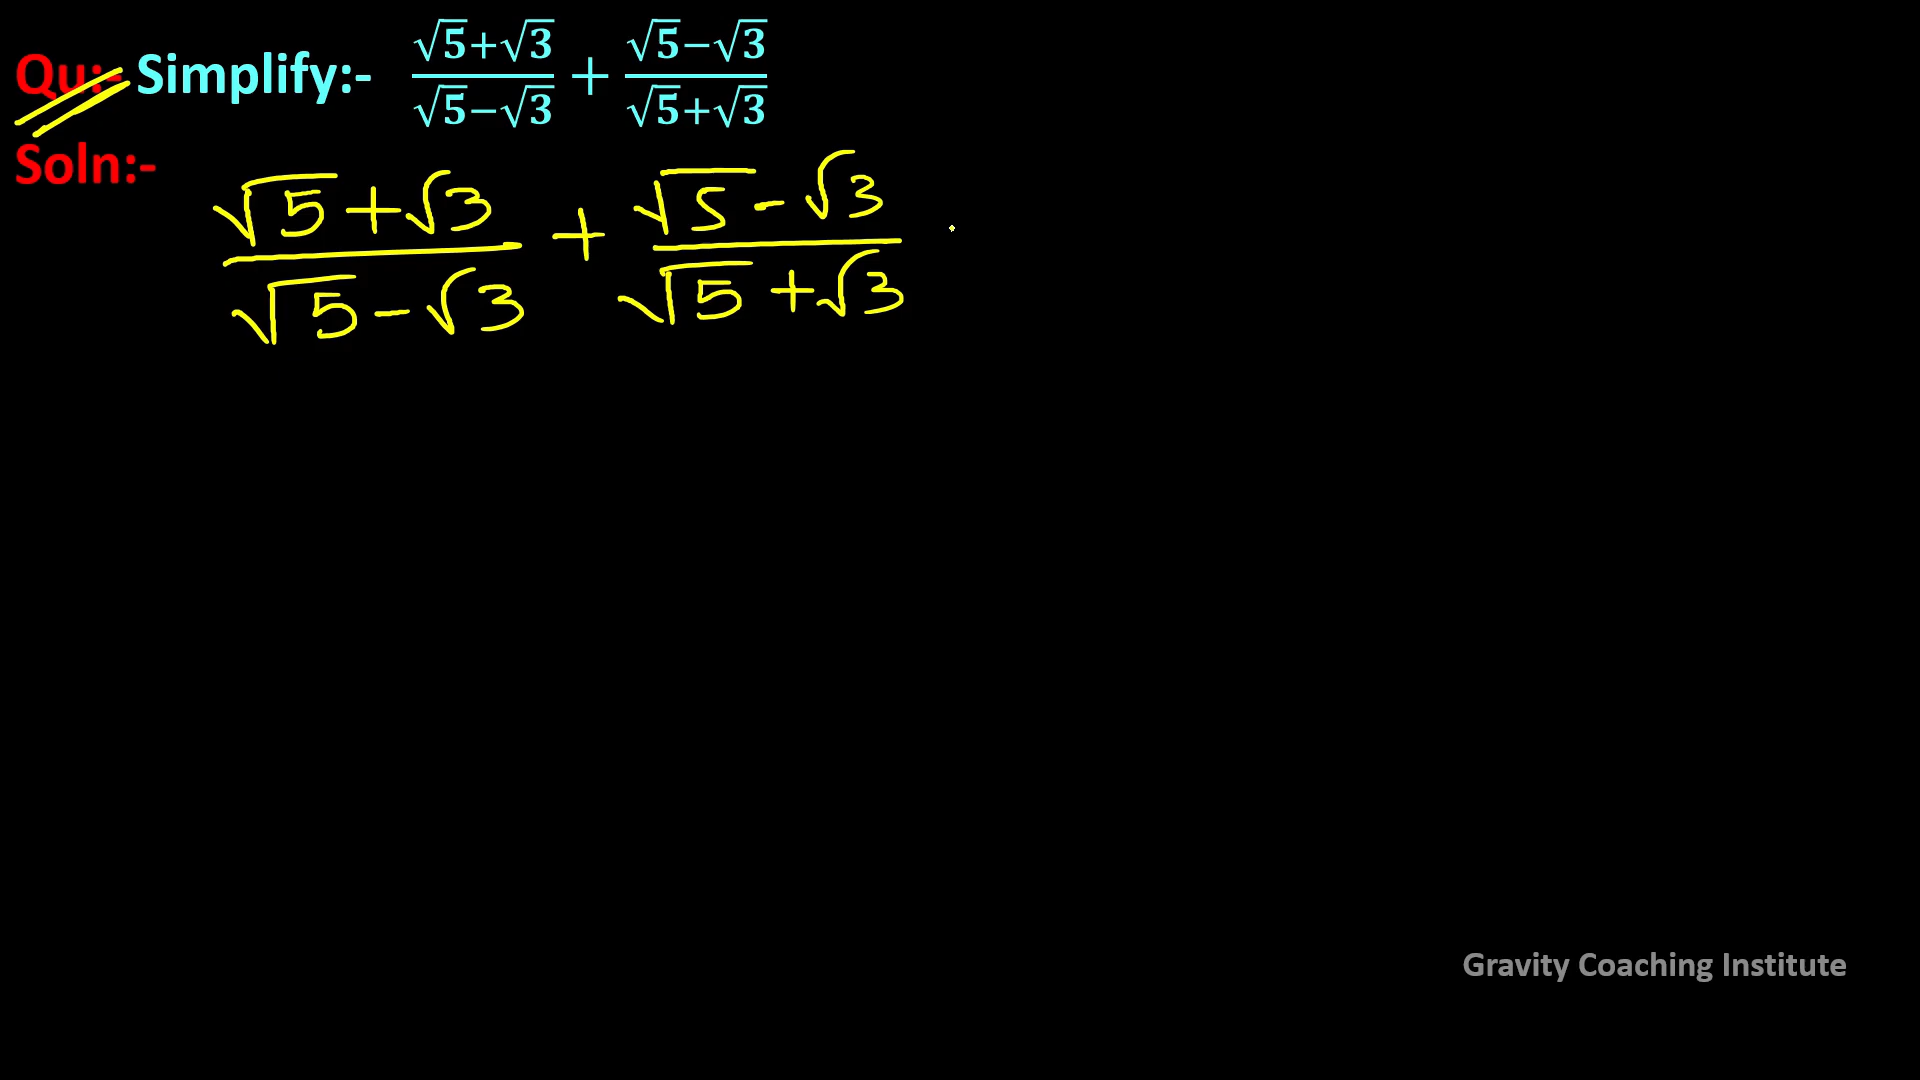 Qu:- Simplify:- (√5+√3)/(√5−√3) + (√5−√3)/(√5+√3)
Soln:-
(√5+√3)/(√5−√3) + (√5−√3)/(√5+√3)
Gravity Coaching Institute